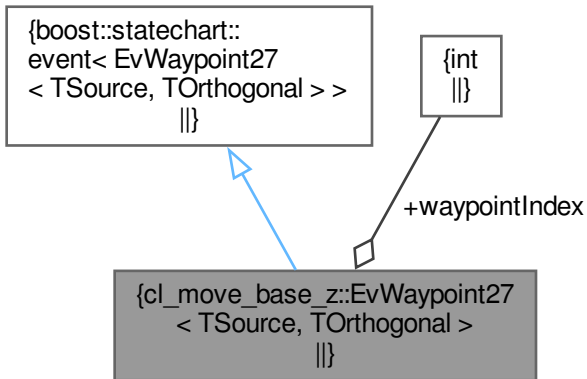 {boost::statechart::
event< EvWaypoint27
< TSource, TOrthogonal > >
||}
{int
||}
+waypointIndex
{cl_move_base_z::EvWaypoint27
< TSource, TOrthogonal >
||}